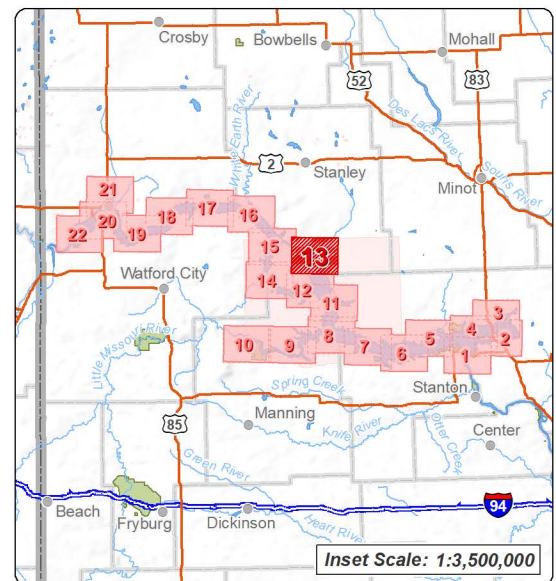 Crosby
Bowbells
Mohall
52
83
Des Lacs River
Souris River
White Earth River
2
Stanley
Minot
21
22
20
19
18
17
16
15
13
14
12
11
Watford City
Little Missouri River
10
9
8
7
6
5
4
3
2
1
Spring Creek
Stanton
Manning
Knife River
Otter Creek
Center
85
Green River
Beach
Fryburg
Dickinson
Heart River
94
Inset Scale: 1:3,500,000